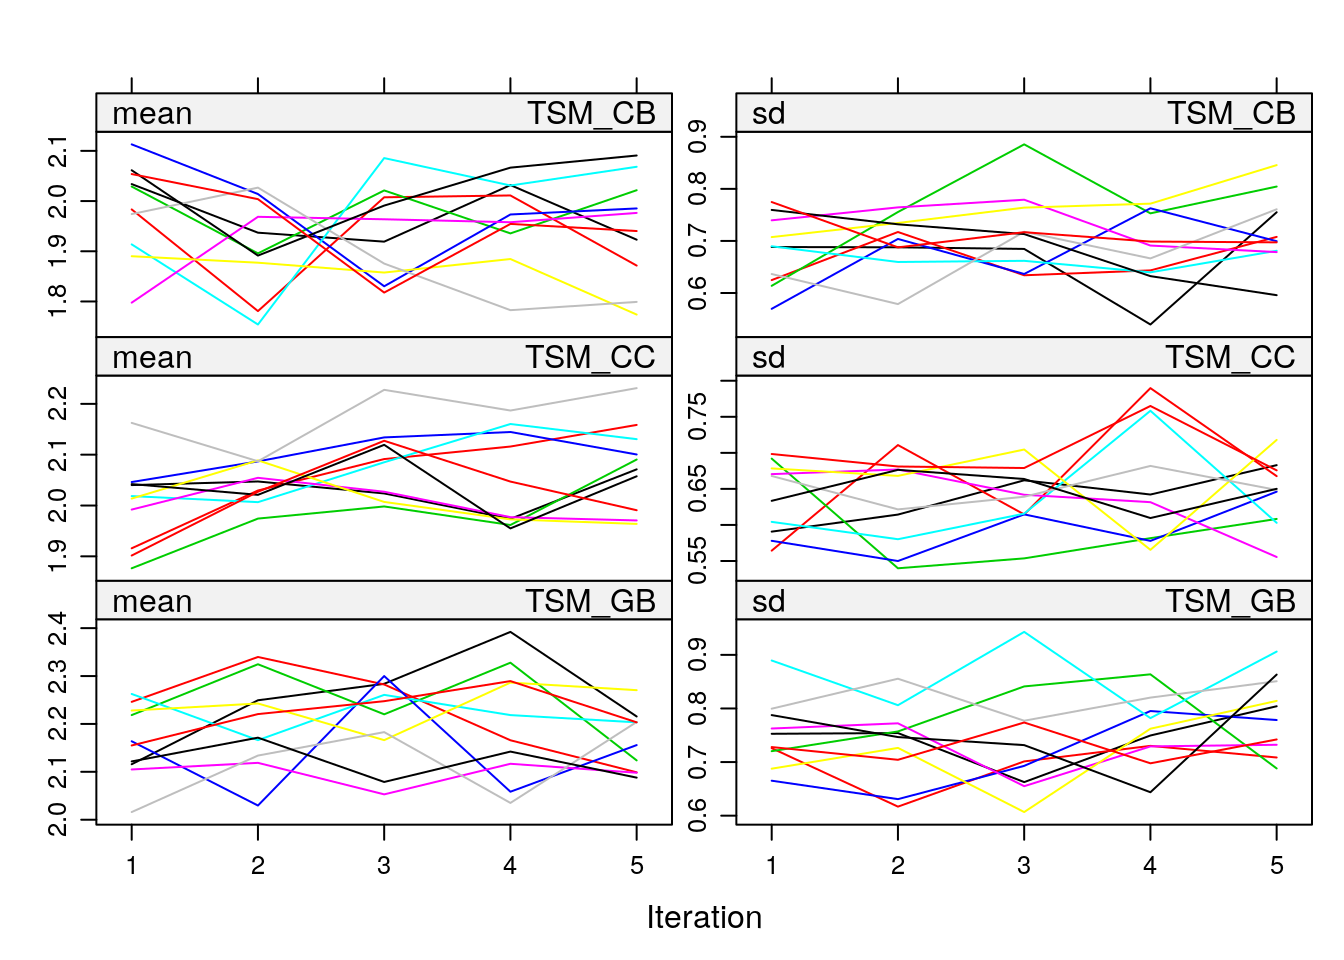 mean TSM_CB
sd TSM_CB
2.1
2.0
1.9
1.8
0.9
0.8
0.7
0.6
mean TSM_CC
sd TSM_CC
2.2
2.1
2.0
1.9
0.75
0.65
0.55
mean TSM_GB
sd TSM_GB
2.4
2.3
2.2
2.1
2.0
0.9
0.8
0.7
0.6
1 2 3 4 5
1 2 3 4 5
Iteration